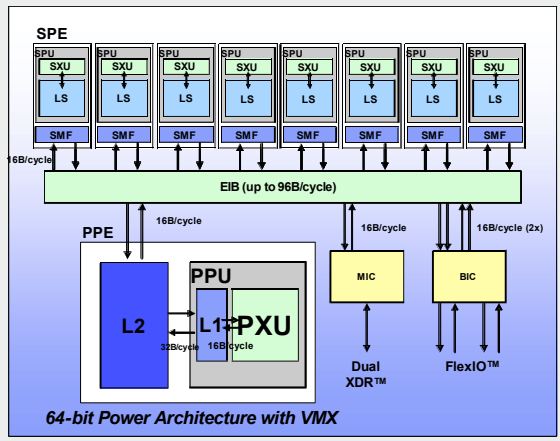 SPE
SPU SPU SPU SPU SPU SPU SPU SPU
SXU SXU SXU SXU SXU SXU SXU SXU
LS LS LS LS LS LS LS LS
SMF SMF SMF SMF SMF SMF SMF SMF
16B/cycle
EIB (up to 96B/cycle)
16B/cycle 16B/cycle 16B/cycle (2x)
PPE
PPU
MIC BIC
L2 L1 PXU
32B/cycle 16B/cycle
Dual FlexIO™
XDR™
64-bit Power Architecture with VMX